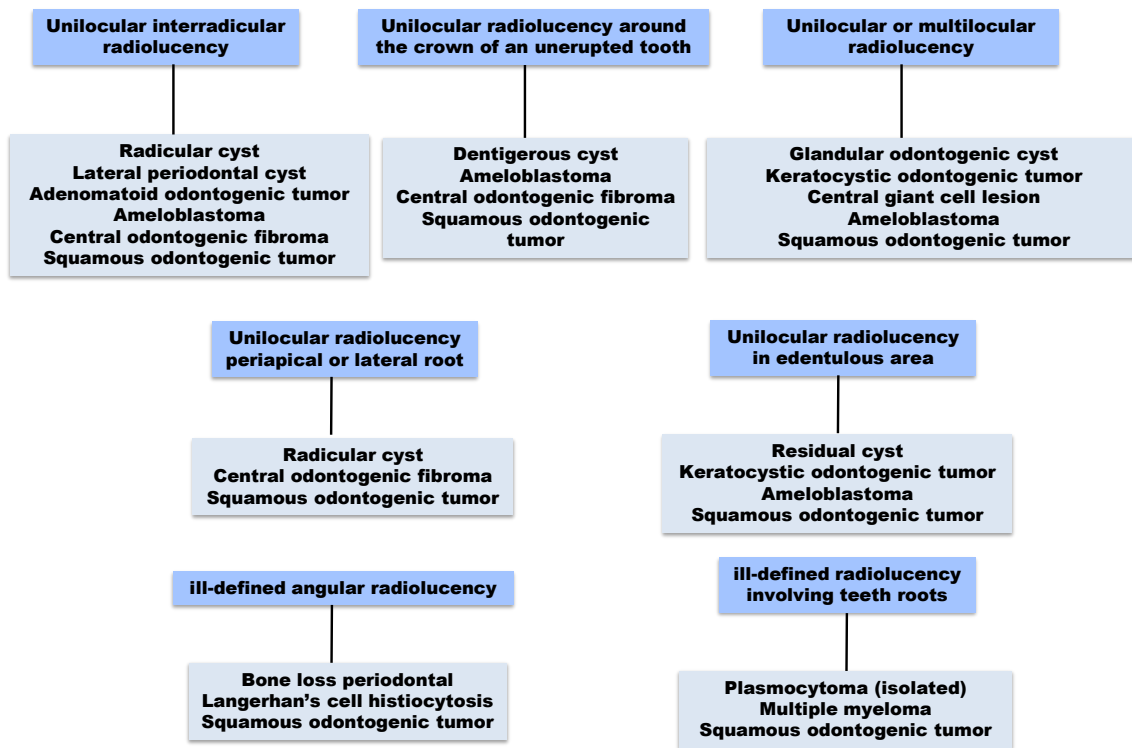 Unilocular interradicular
radiolucency
Unilocular radiolucency around
the crown of an unerupted tooth
Unilocular or multilocular
radiolucency
Radicular cyst
Lateral periodontal cyst
Adenomatoid odontogenic tumor
Ameloblastoma
Central odontogenic fibroma
Squamous odontogenic tumor
Dentigerous cyst
Ameloblastoma
Central odontogenic fibroma
Squamous odontogenic
tumor
Glandular odontogenic cyst
Keratocystic odontogenic tumor
Central giant cell lesion
Ameloblastoma
Squamous odontogenic tumor
Unilocular radiolucency
periapical or lateral root
Unilocular radiolucency
in edentulous area
Radicular cyst
Central odontogenic fibroma
Squamous odontogenic tumor
Residual cyst
Keratocystic odontogenic tumor
Ameloblastoma
Squamous odontogenic tumor
ill-defined angular radiolucency
ill-defined radiolucency
involving teeth roots
Bone loss periodontal
Langerhan's cell histiocytosis
Squamous odontogenic tumor
Plasmocytoma (isolated)
Multiple myeloma
Squamous odontogenic tumor